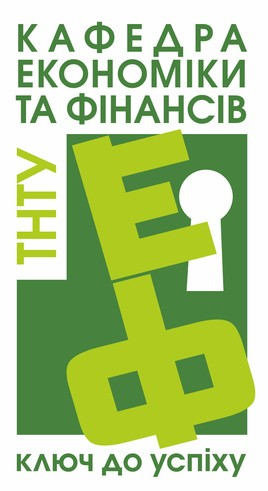 КАФЕДРА
ЕКОНОМІКИ
ТА ФІНАНСІВ
ТНТУ
ЕФ
ключ до успіху